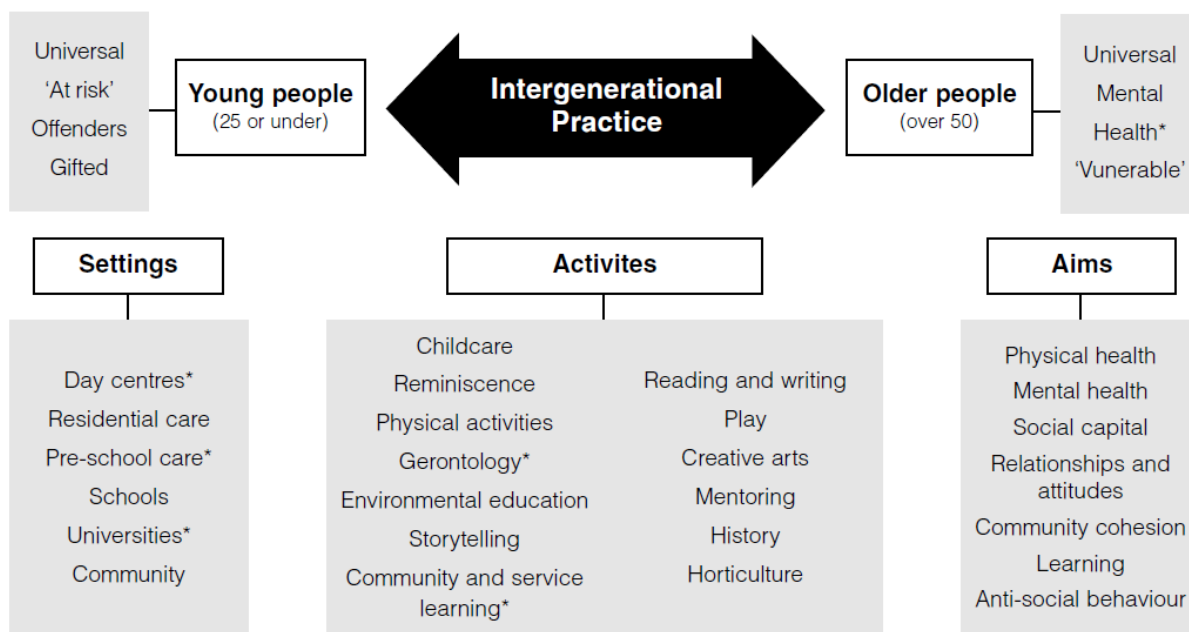 Universal
'At risk'
Offenders
Gifted
Young people
(25 or under)
Intergenerational
Practice
Older people
(over 50)
Universal
Mental
Health*
'Vunerable'
Settings
Day centres*
Residential care
Pre-school care*
Schools
Universities*
Community
Activites
Childcare
Reminiscence
Physical activities
Gerontology*
Environmental education
Storytelling
Community and service
learning*
Reading and writing
Play
Creative arts
Mentoring
History
Horticulture
Aims
Physical health
Mental health
Social capital
Relationships and
attitudes
Community cohesion
Learning
Anti-social behaviour